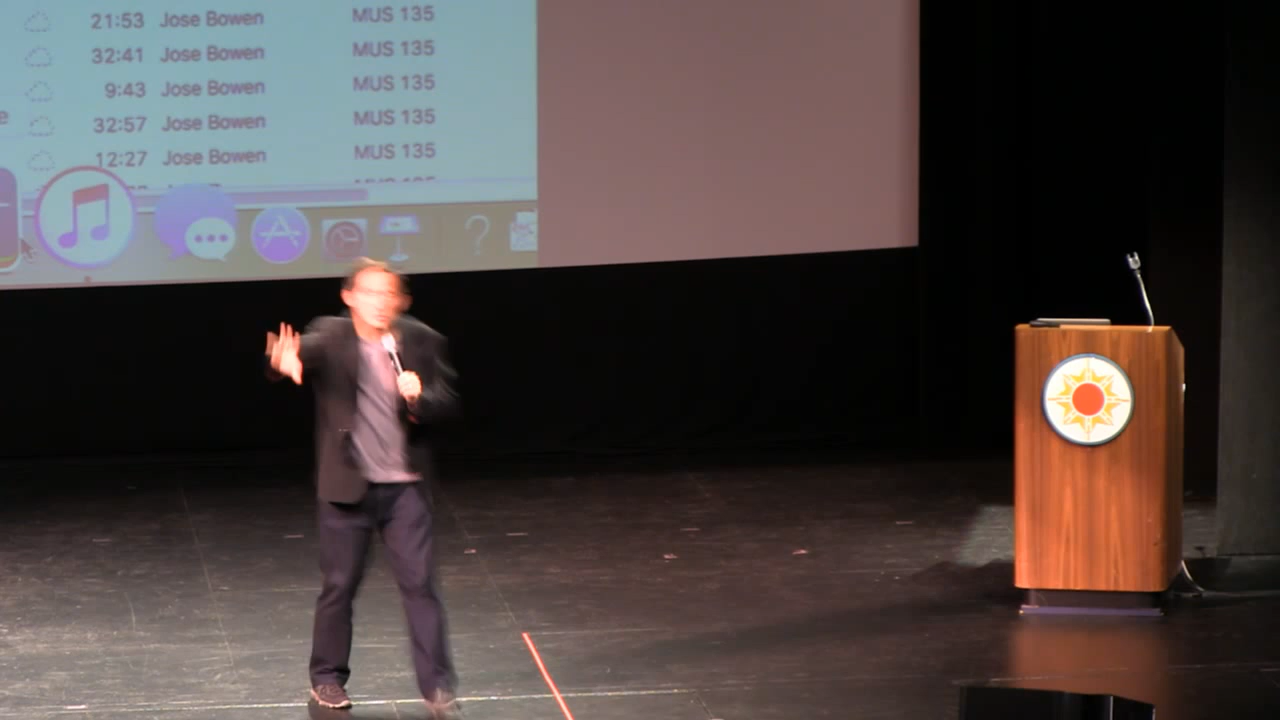 21:53 Jose Bowen MUS 135
32:41 Jose Bowen MUS 135
9:43 Jose Bowen MUS 135
e 32:57 Jose Bowen MUS 135
12:27 Jose Bowen MUS 135
?